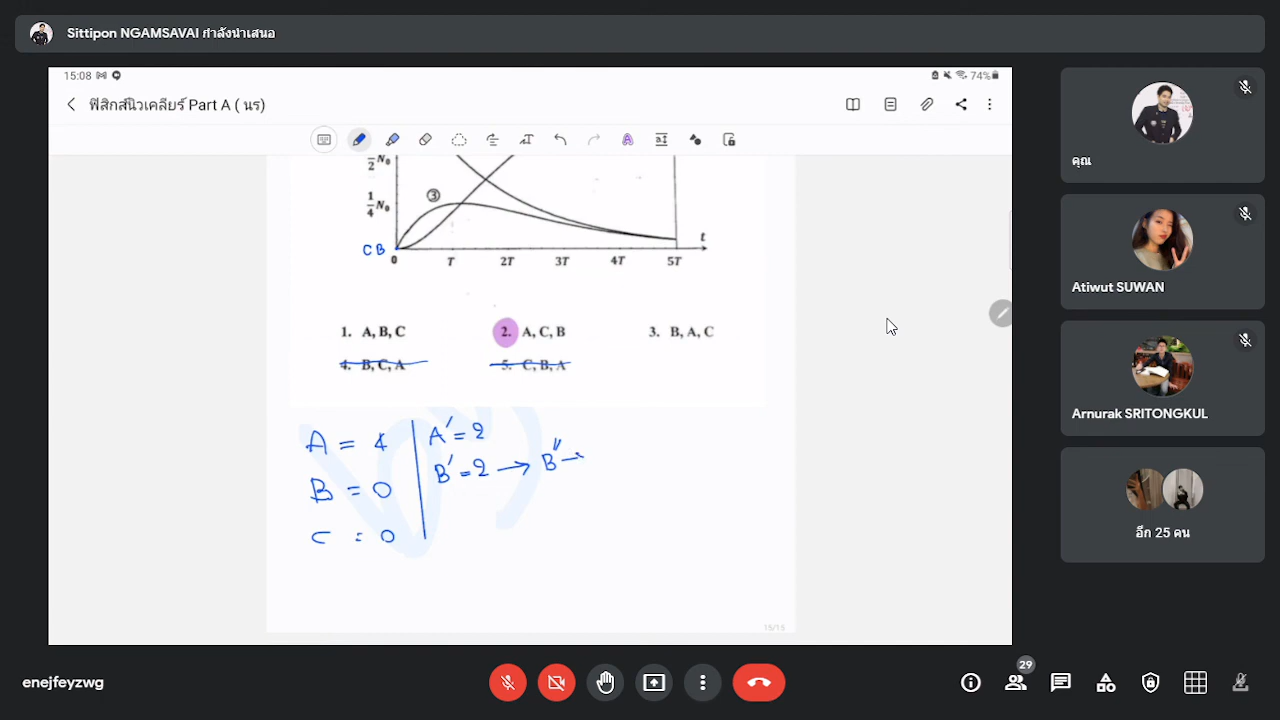 Sittipon NGAMSAVAI กำลังนำเสนอ
15:08
74%
ฟิสิกส์นิวเคลียร์ Part A ( นร)
คุณ
Atiwut SUWAN
Arnurak SRITONGKUL
อีก 25 คน
1/2 N₀
③
1/4 N₀
C B
t
0 T 2T 3T 4T 5T
1. A, B, C 2. A, C, B 3. B, A, C
4. B, C, A 5. C, B, A
A = 4 A' = 2
B = 0 B' = 2 → B'' →
C = 0
15/15
enejfeyzwg
29